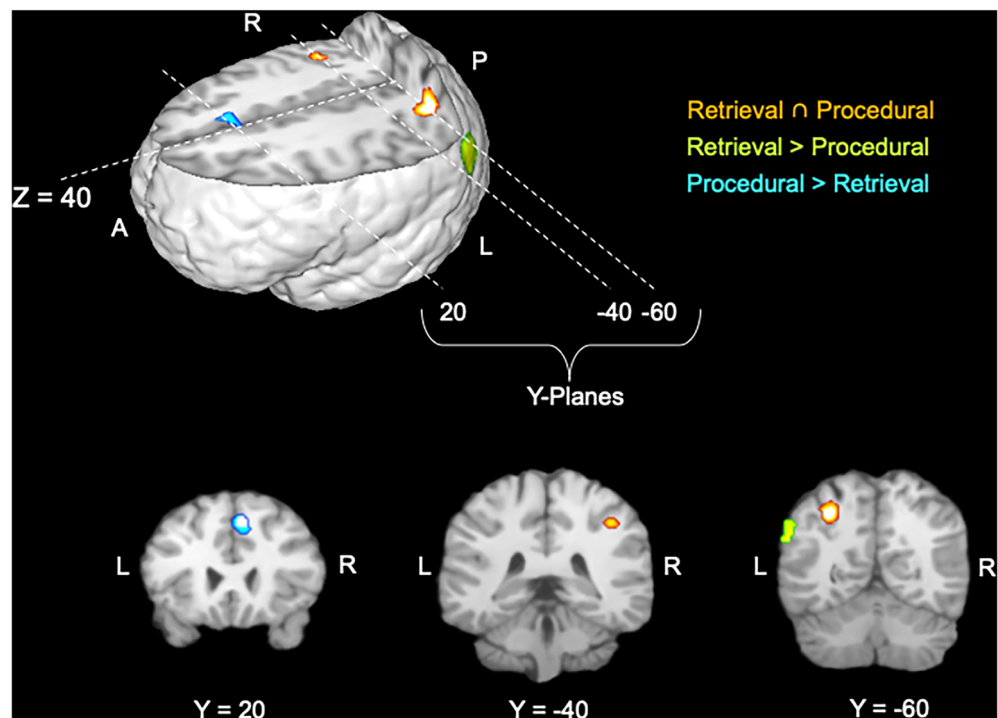 R
P
Retrieval ∩ Procedural
Retrieval > Procedural
Procedural > Retrieval
Z = 40
A
L
20 -40 -60
Y-Planes
L R L R L R
Y = 20 Y = -40 Y = -60